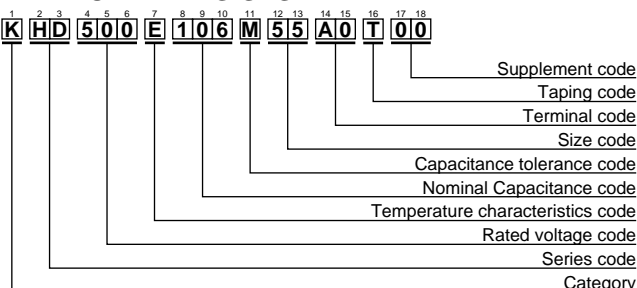 1 2 3 4 5 6 7 8 9 10 11 12 13 14 15 16 17 18
K HD 500 E 106 M 55 A0 T 00
Supplement code
Taping code
Terminal code
Size code
Capacitance tolerance code
Nominal Capacitance code
Temperature characteristics code
Rated voltage code
Series code
Category